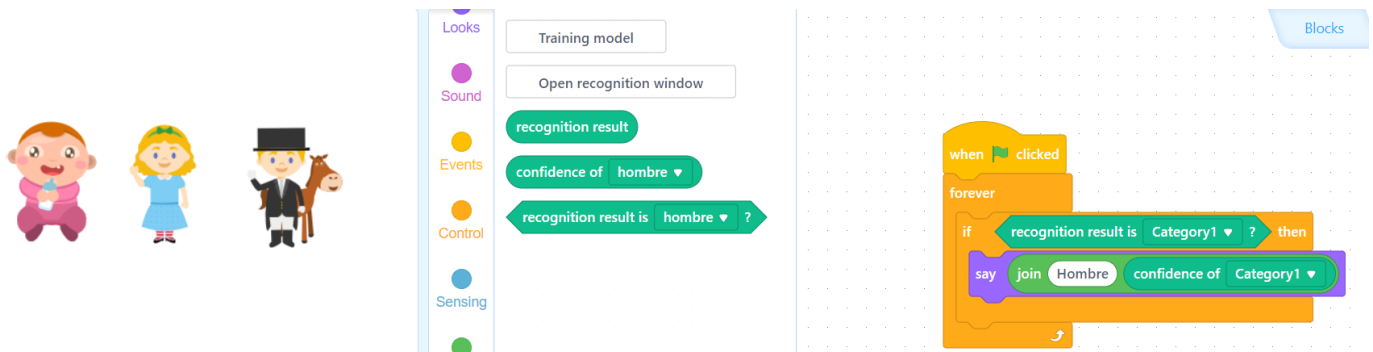 Looks
Sound
Events
Control
Sensing
Training model
Open recognition window
recognition result
confidence of hombre
recognition result is hombre ?
Blocks
when clicked
forever
if recognition result is Category1 ? then
say join Hombre confidence of Category1